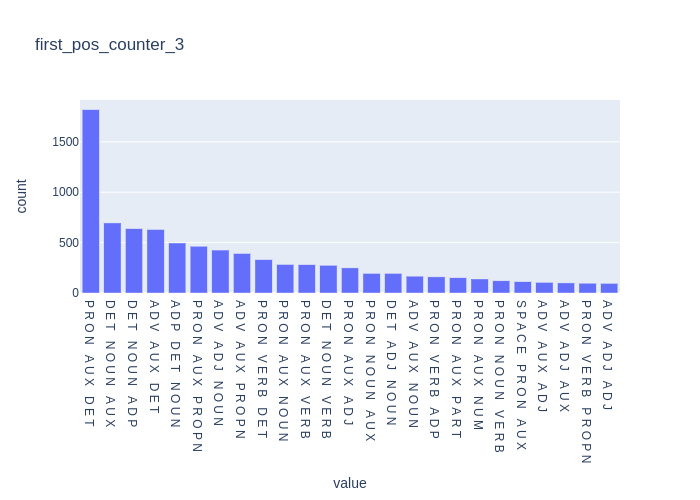 first_pos_counter_3
count
1500
1000
500
0
PRON AUX DET
DET NOUN AUX
DET NOUN ADP
ADV AUX DET
ADP DET NOUN
PRON AUX PROPN
ADV ADJ NOUN
ADV AUX PROPN
PRON VERB DET
PRON AUX NOUN
PRON AUX VERB
DET NOUN VERB
PRON AUX ADJ
PRON NOUN AUX
DET ADJ NOUN
ADV AUX NOUN
PRON VERB ADP
PRON AUX PART
PRON AUX NUM
PRON NOUN VERB
SPACE PRON AUX
ADV AUX ADJ
ADV ADJ AUX
PRON VERB PROPN
ADV ADJ ADJ
value